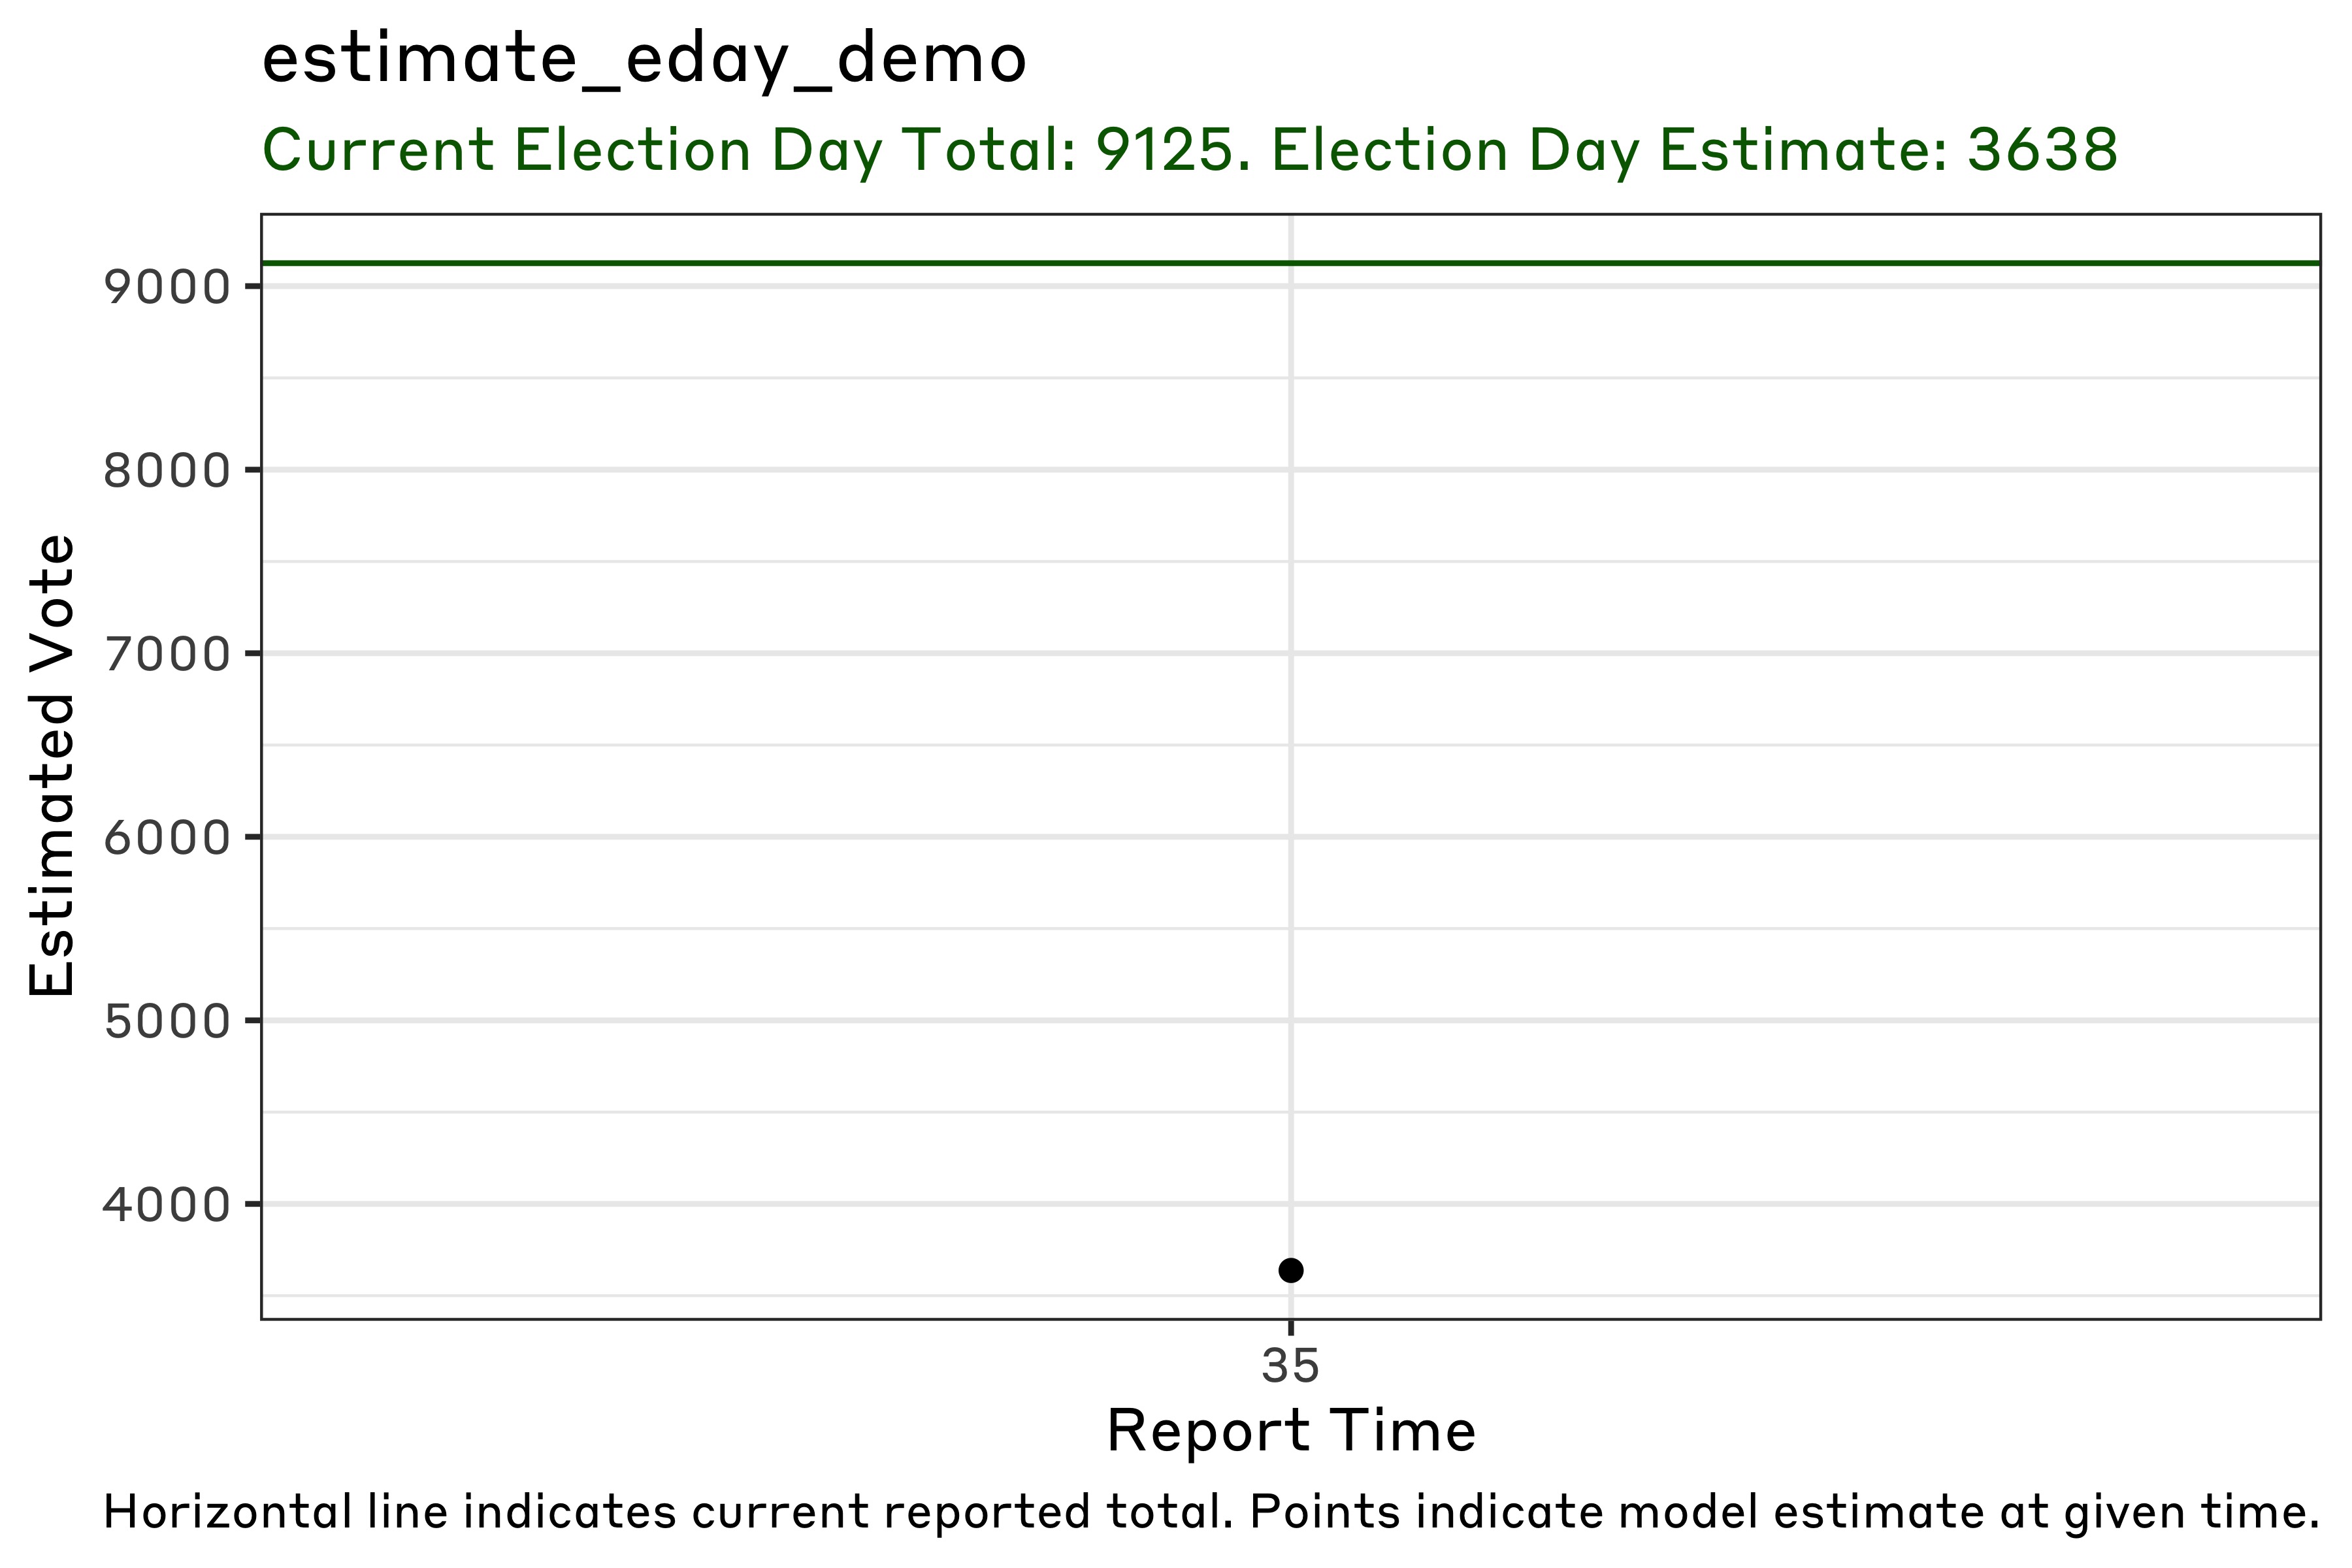 estimate_eday_demo
Current Election Day Total: 9125. Election Day Estimate: 3638
Estimated Vote
9000
8000
7000
6000
5000
4000
35
Report Time
Horizontal line indicates current reported total. Points indicate model estimate at given time.